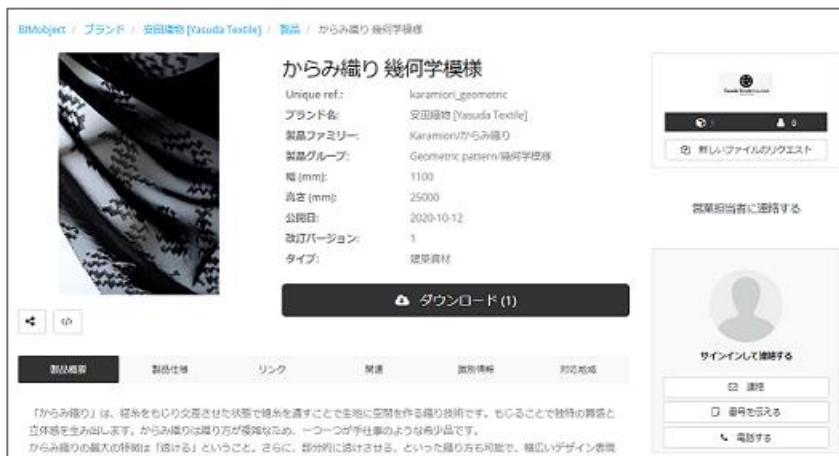 BIMobject / ブランド / 安田織物 [Yasuda Textile] / 製品 / からみ織り 幾何学模様
からみ織り 幾何学模様
Unique ref.: karamiori_geometric
ブランド名: 安田織物 [Yasuda Textile]
製品ファミリー: Karamiori/からみ織り
製品グループ: Geometric pattern/幾何学模様
幅 (mm): 1100
高さ (mm): 25000
公開日: 2020-10-12
改訂バージョン: 1
タイプ: 建築資材
ダウンロード (1)
新しいファイルのリクエスト
営業担当者に連絡する
サインインして連絡する
連絡
番号を伝える
電話する
製品概要 製品仕様 リンク 関連 識別情報 対応地域
「からみ織り」は、経糸をもじり交差させた状態で緯糸を通すことで生地に空間を作る織り技術です。もじることで独特の質感と
立体感を生み出します。からみ織りは織り方が複雑なため、一つ一つが手仕事のような希少品です。
からみ織りの最大の特徴は「透ける」ということ。さらに、部分的に透けさせる、といった織り方も可能で、幅広いデザイン表現